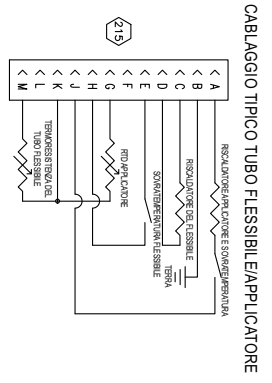 CABLAGGIO TIPICO TUBO FLESSIBILE/APPLICATORE
215
A
B
C
D
E
F
G
H
J
K
L
M
RISCALDATORE APPLICATORE E SOVRATEMPERATURA
TERRA
RISCALDATORE DEL FLESSIBILE
SOVRATEMPERATURA FLESSIBILE
RTD APPLICATORE
TERMORESISTENZA DEL
TUBO FLESSIBILE